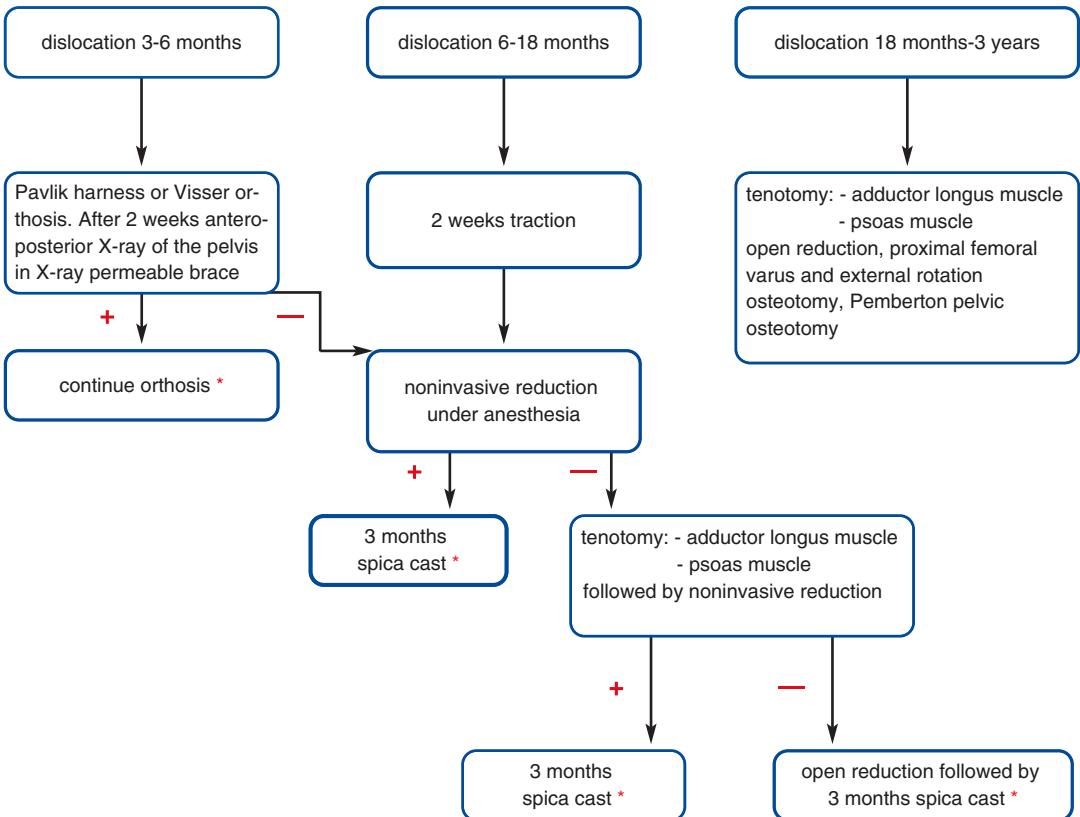 dislocation 3-6 months
dislocation 6-18 months
dislocation 18 months-3 years
Pavlik harness or Visser or-
thosis. After 2 weeks antero-
posterior X-ray of the pelvis
in X-ray permeable brace
2 weeks traction
tenotomy: - adductor longus muscle
- psoas muscle
open reduction, proximal femoral
varus and external rotation
osteotomy, Pemberton pelvic
osteotomy
+
—
continue orthosis *
noninvasive reduction
under anesthesia
+
—
3 months
spica cast *
tenotomy: - adductor longus muscle
- psoas muscle
followed by noninvasive reduction
+
—
3 months
spica cast *
open reduction followed by
3 months spica cast *